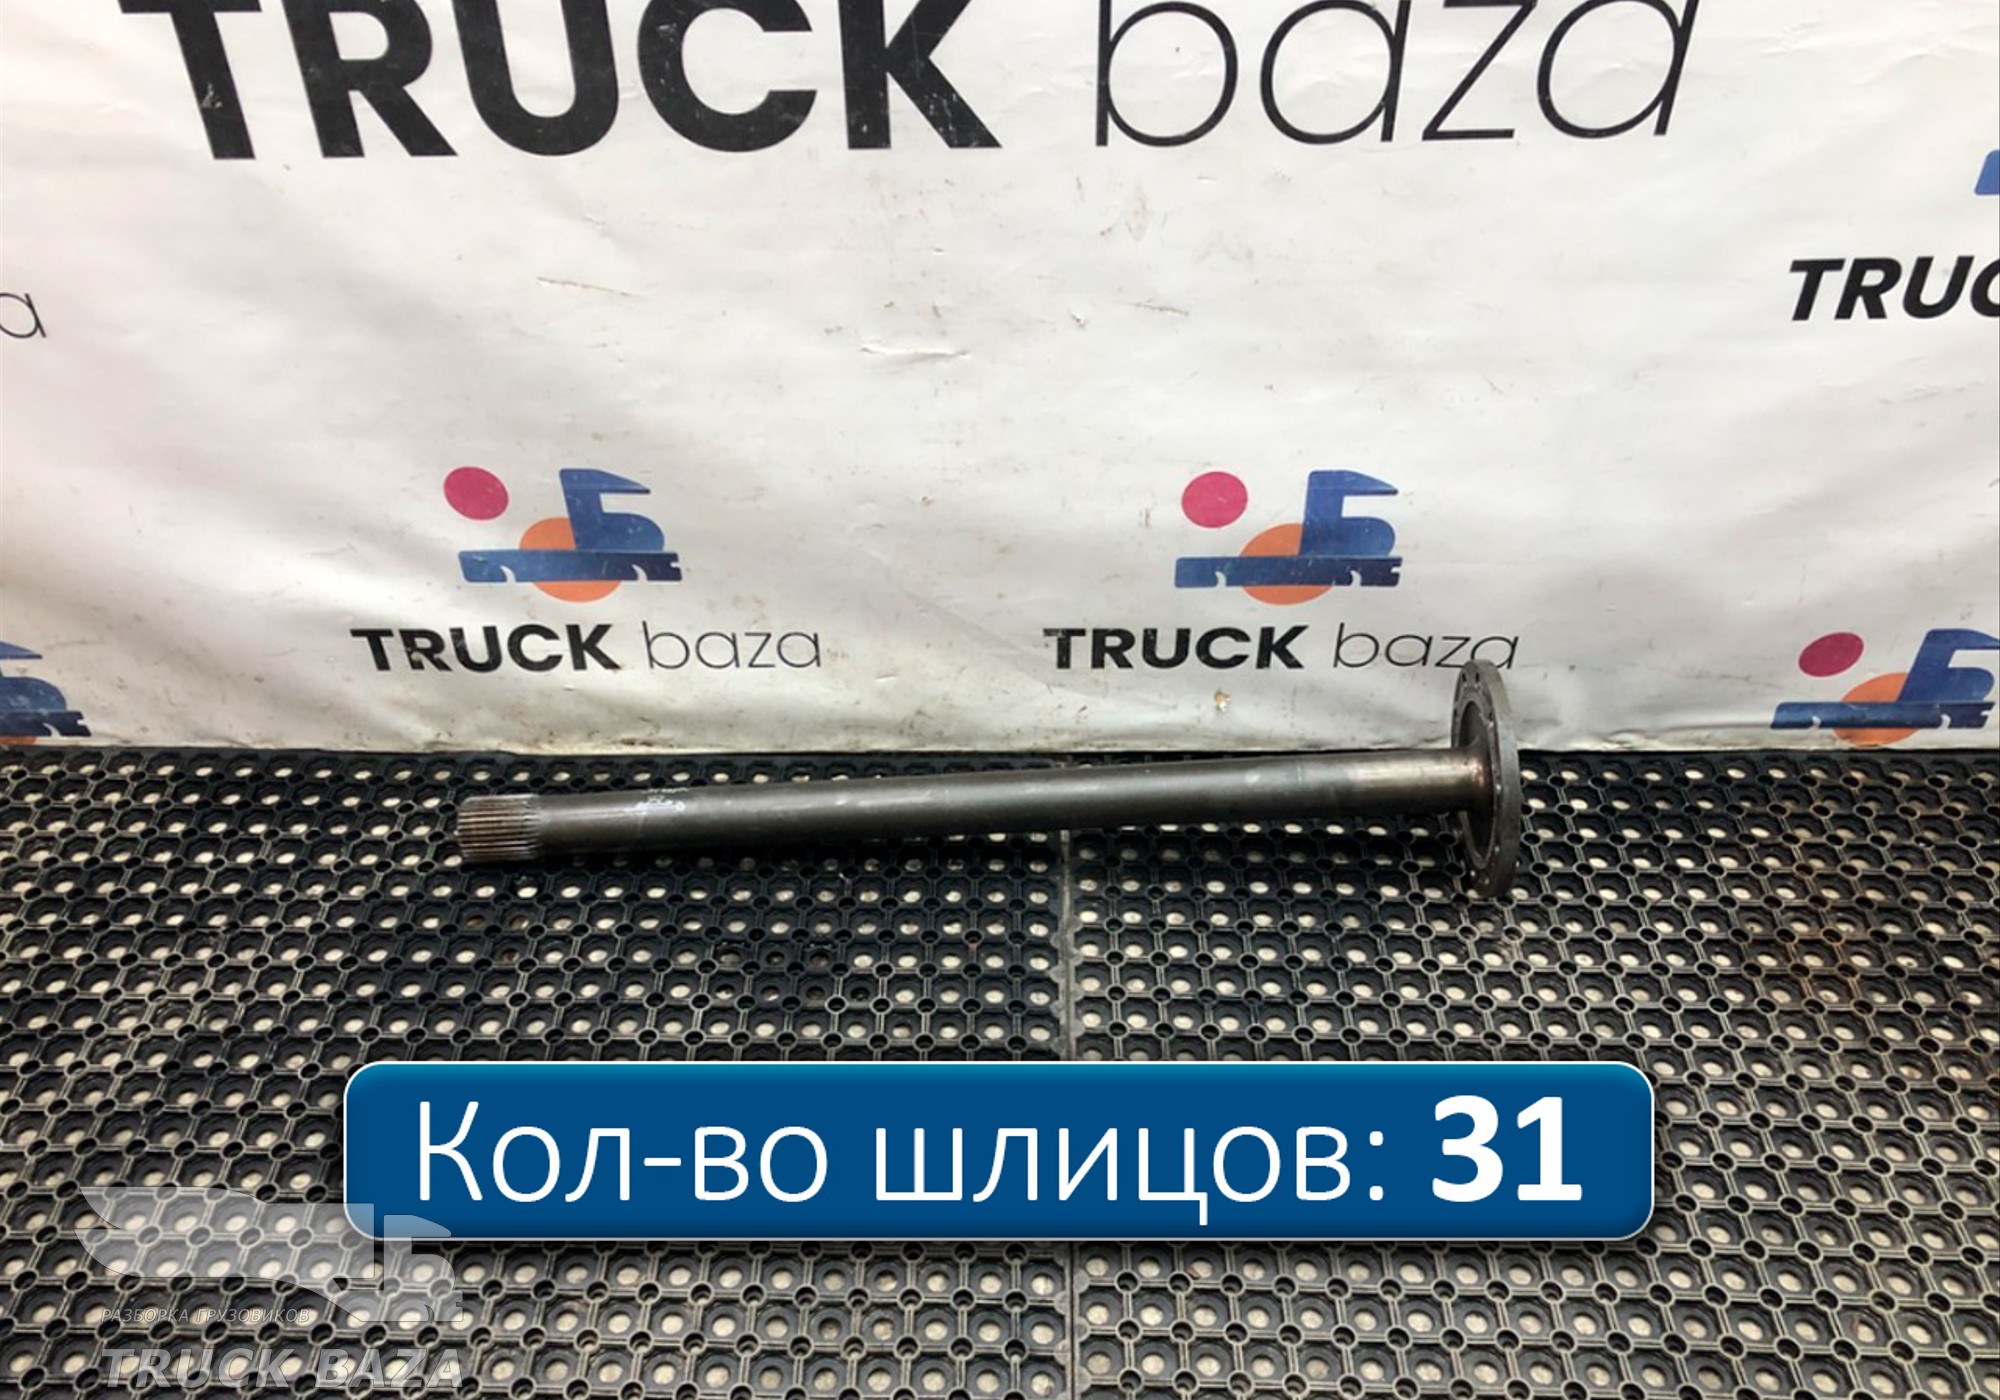 TRUCK baza
a
TRUC
TRUCK baza
TRUCK baza
Кол-во шлицов: 31
РАЗБОРКА ГРУЗОВИКОВ
TRUCK BAZA